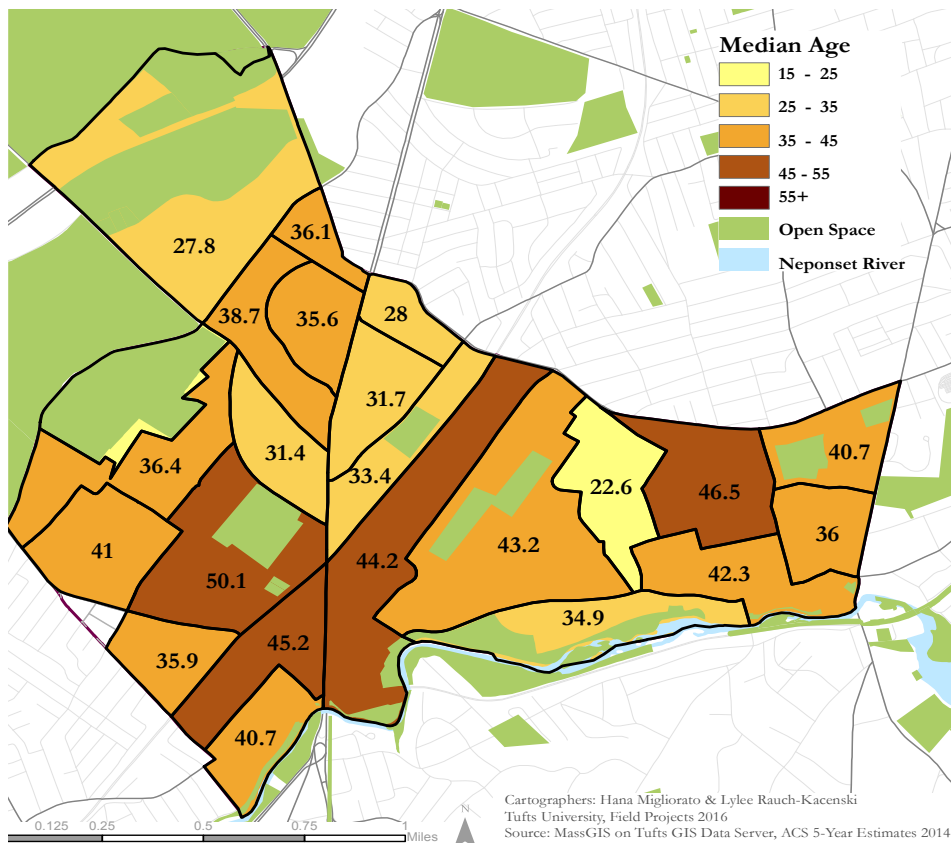 Median Age
15 - 25
25 - 35
35 - 45
45 - 55
55+
Open Space
Neponset River
36.1
27.8
38.7
35.6
28
31.7
31.4
33.4
36.4
41
50.1
44.2
43.2
22.6
46.5
40.7
36
42.3
34.9
35.9
45.2
40.7
0.125
0.25
0.5
0.75
1
Miles
N
Cartographers: Hana Migliorato & Lylee Rauch-Kacenski
Tufts University, Field Projects 2016
Source: MassGIS on Tufts GIS Data Server, ACS 5-Year Estimates 2014